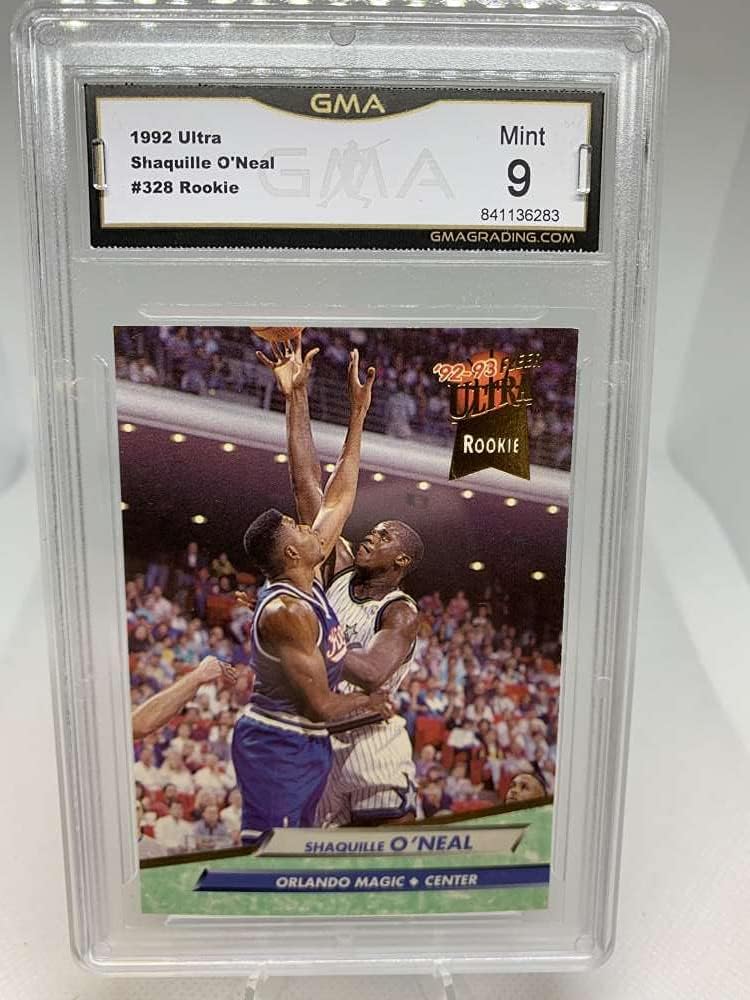 GMA
1992 Ultra
Shaquille O'Neal
#328 Rookie
GMA
Mint
9
841136283
GMAGRADING.COM
'92-93 FLEER
ULTRA
ROOKIE
SHAQUILLE O'NEAL
ORLANDO MAGIC ♦ CENTER